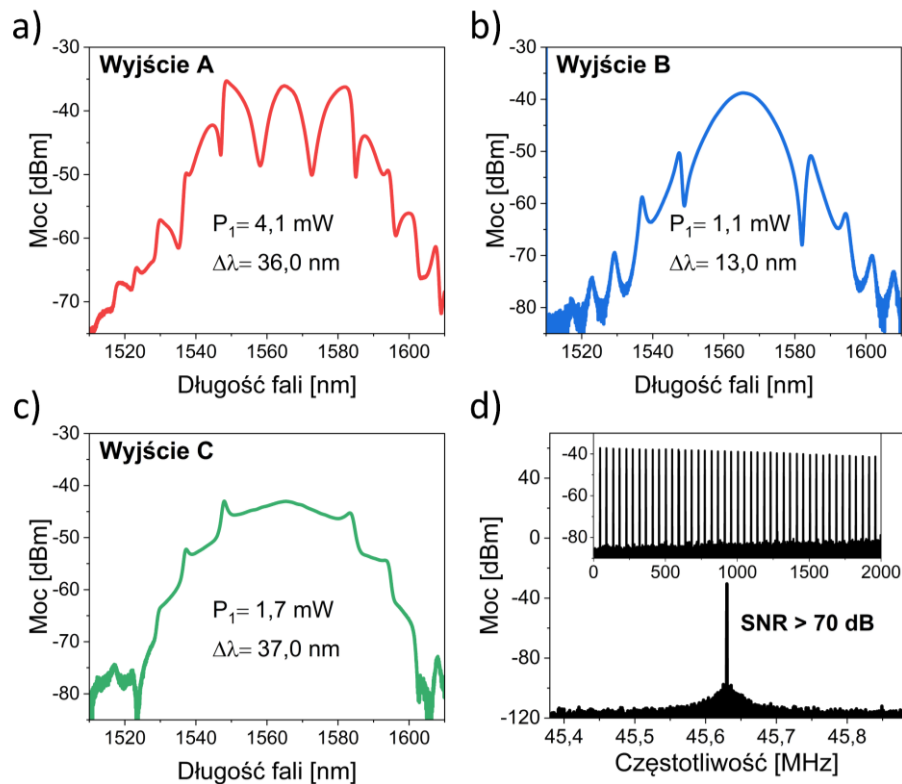 a)
Wyjście A
Moc [dBm]
-30
-40
-50
-60
-70
P₁= 4,1 mW
Δλ= 36,0 nm
1520 1540 1560 1580 1600
Długość fali [nm]
b)
Wyjście B
Moc [dBm]
-30
-40
-50
-60
-70
-80
P₁= 1,1 mW
Δλ= 13,0 nm
1520 1540 1560 1580 1600
Długość fali [nm]
c)
Wyjście C
Moc [dBm]
-30
-40
-50
-60
-70
-80
P₁= 1,7 mW
Δλ= 37,0 nm
1520 1540 1560 1580 1600
Długość fali [nm]
d)
Moc [dBm]
60
40
0
-40
-80
-120
-40
-60
-80
0 500 1000 1500 2000
SNR > 70 dB
45,4 45,5 45,6 45,7 45,8
Częstotliwość [MHz]